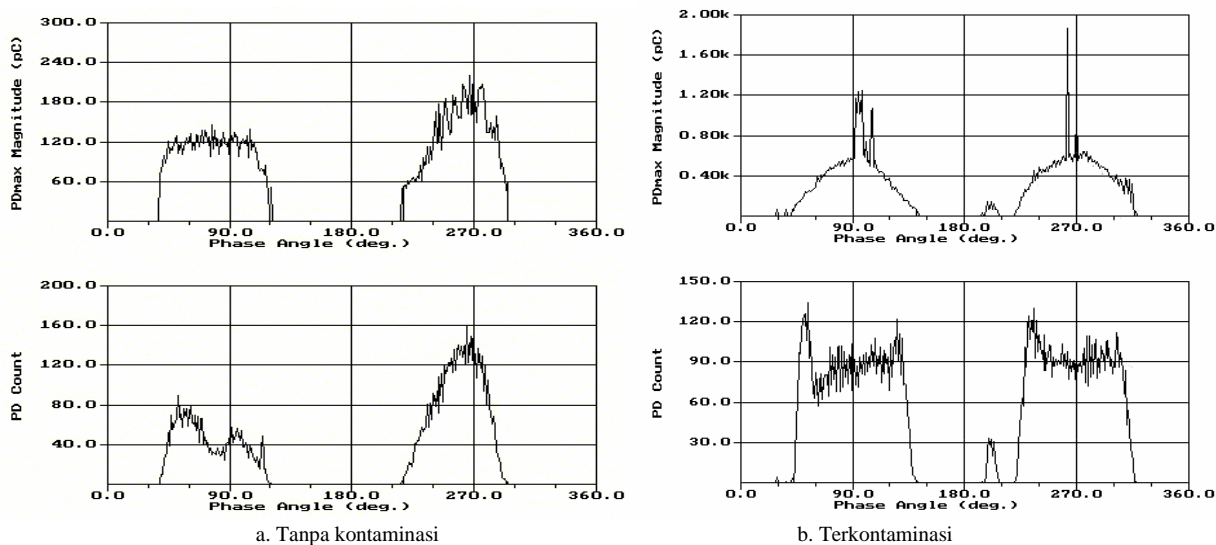 PDmax Magnitude (pC)
300.0
240.0
180.0
120.0
60.0
0.0 90.0 180.0 270.0 360.0
Phase Angle (deg.)
PD Count
200.0
160.0
120.0
80.0
40.0
0.0 90.0 180.0 270.0 360.0
Phase Angle (deg.)
a. Tanpa kontaminasi
PDmax Magnitude (pC)
2.00k
1.60k
1.20k
0.80k
0.40k
0.0 90.0 180.0 270.0 360.0
Phase Angle (deg.)
PD Count
150.0
120.0
90.0
60.0
30.0
0.0 90.0 180.0 270.0 360.0
Phase Angle (deg.)
b. Terkontaminasi